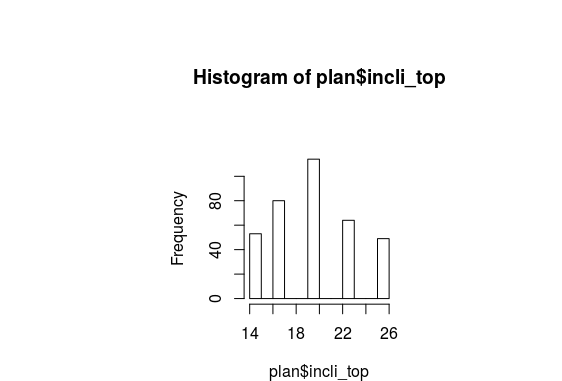 Histogram of plan$incli_top
Frequency
80
40
0
14 18 22 26
plan$incli_top